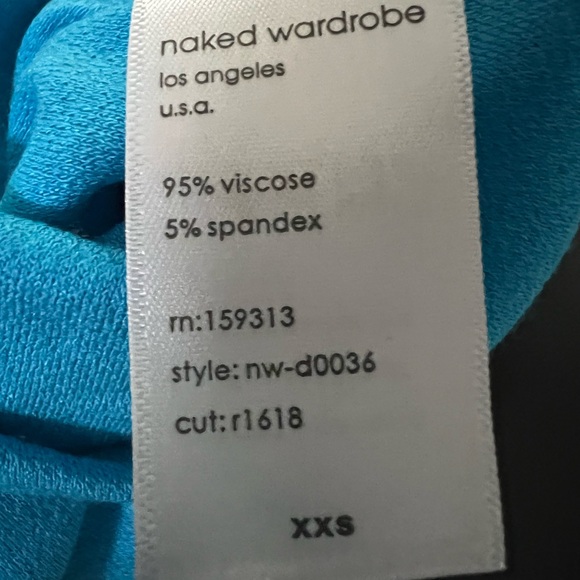 naked wardrobe
los angeles
u.s.a.
95% viscose
5% spandex
rn:159313
style: nw-d0036
cut: r1618
xxs